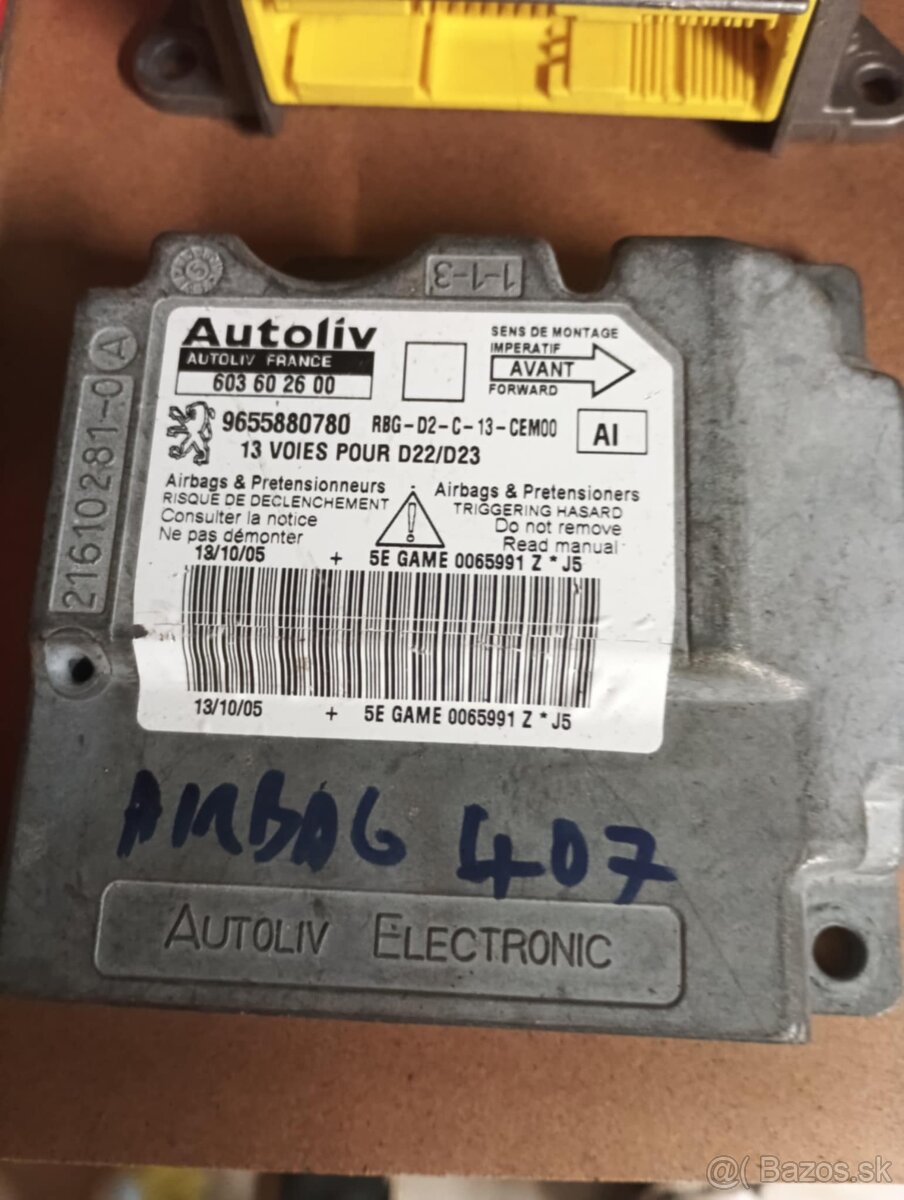 1-1-3
Autoliv
AUTOLIV FRANCE
603 60 26 00
SENS DE MONTAGE
IMPERATIF
AVANT
FORWARD
9655880780 RBG-D2-C-13-CEM00
AI
13 VOIES POUR D22/D23
Airbags & Pretensionneurs
RISQUE DE DECLENCHEMENT
Consulter la notice
Ne pas démonter
Airbags & Pretensioners
TRIGGERING HASARD
Do not remove
Read manual
13/10/05 + 5E GAME 0065991 Z * J5
13/10/05 + 5E GAME 0065991 Z * J5
21610281-0 A
AIRBAG 407
AUTOLIV ELECTRONIC
@( Bazos.sk